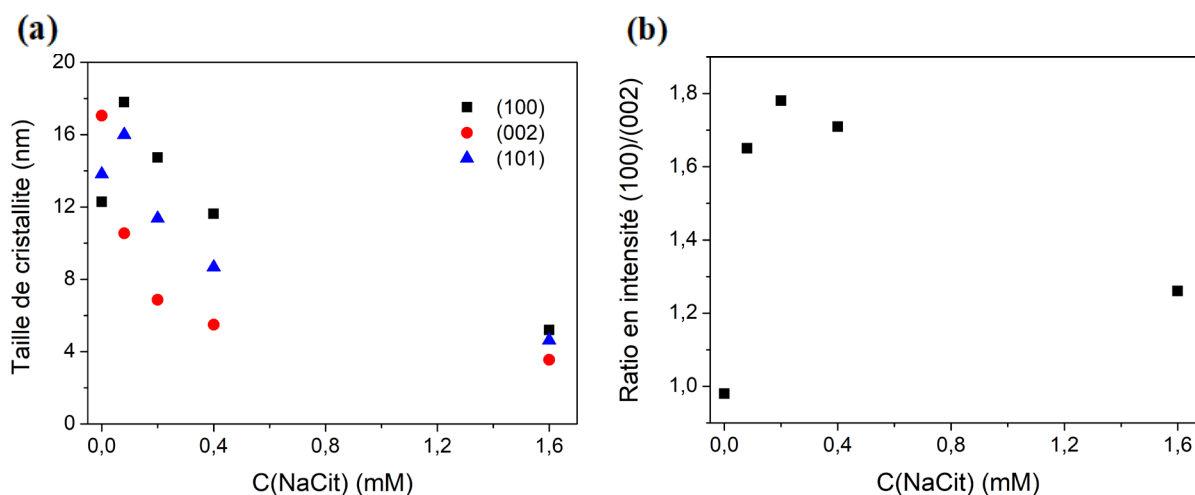 (a)
Taille de cristallite (nm)
20
16
12
8
4
0
(100)
(002)
(101)
0,0 0,4 0,8 1,2 1,6
C(NaCit) (mM)
(b)
Ratio en intensité (100)/(002)
1,8
1,6
1,4
1,2
1,0
0,0 0,4 0,8 1,2 1,6
C(NaCit) (mM)